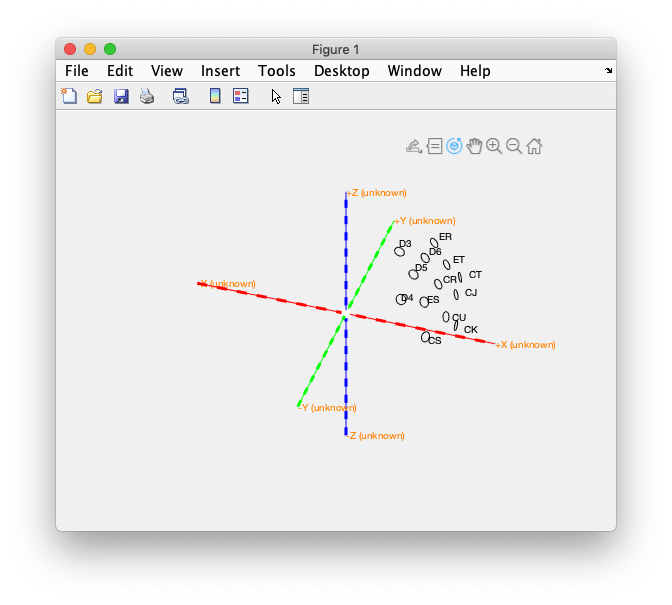 Figure 1
File Edit View Insert Tools Desktop Window Help
+Z (unknown)
+Y (unknown)
ER
D3
D6
ET
D5
CT
CR
-X (unknown)
CJ
D4
ES
CU
CK
CS
+X (unknown)
-Y (unknown)
-Z (unknown)